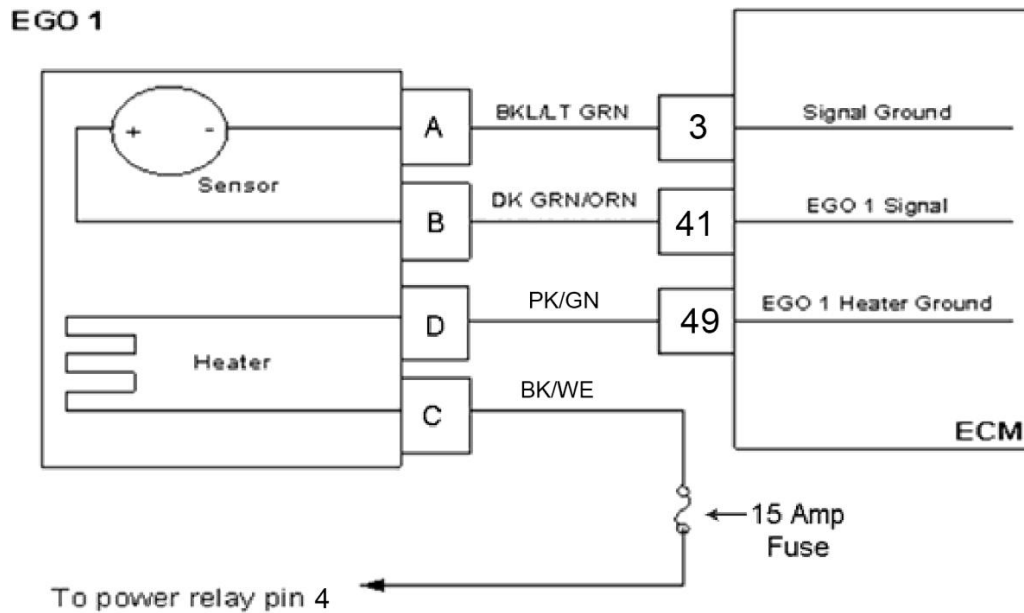 EGO 1
A
BKL/LT GRN
3
Signal Ground
+ -
Sensor
B
DK GRN/ORN
41
EGO 1 Signal
D
PK/GN
49
EGO 1 Heater Ground
Heater
C
BK/WE
ECM
15 Amp
Fuse
To power relay pin 4